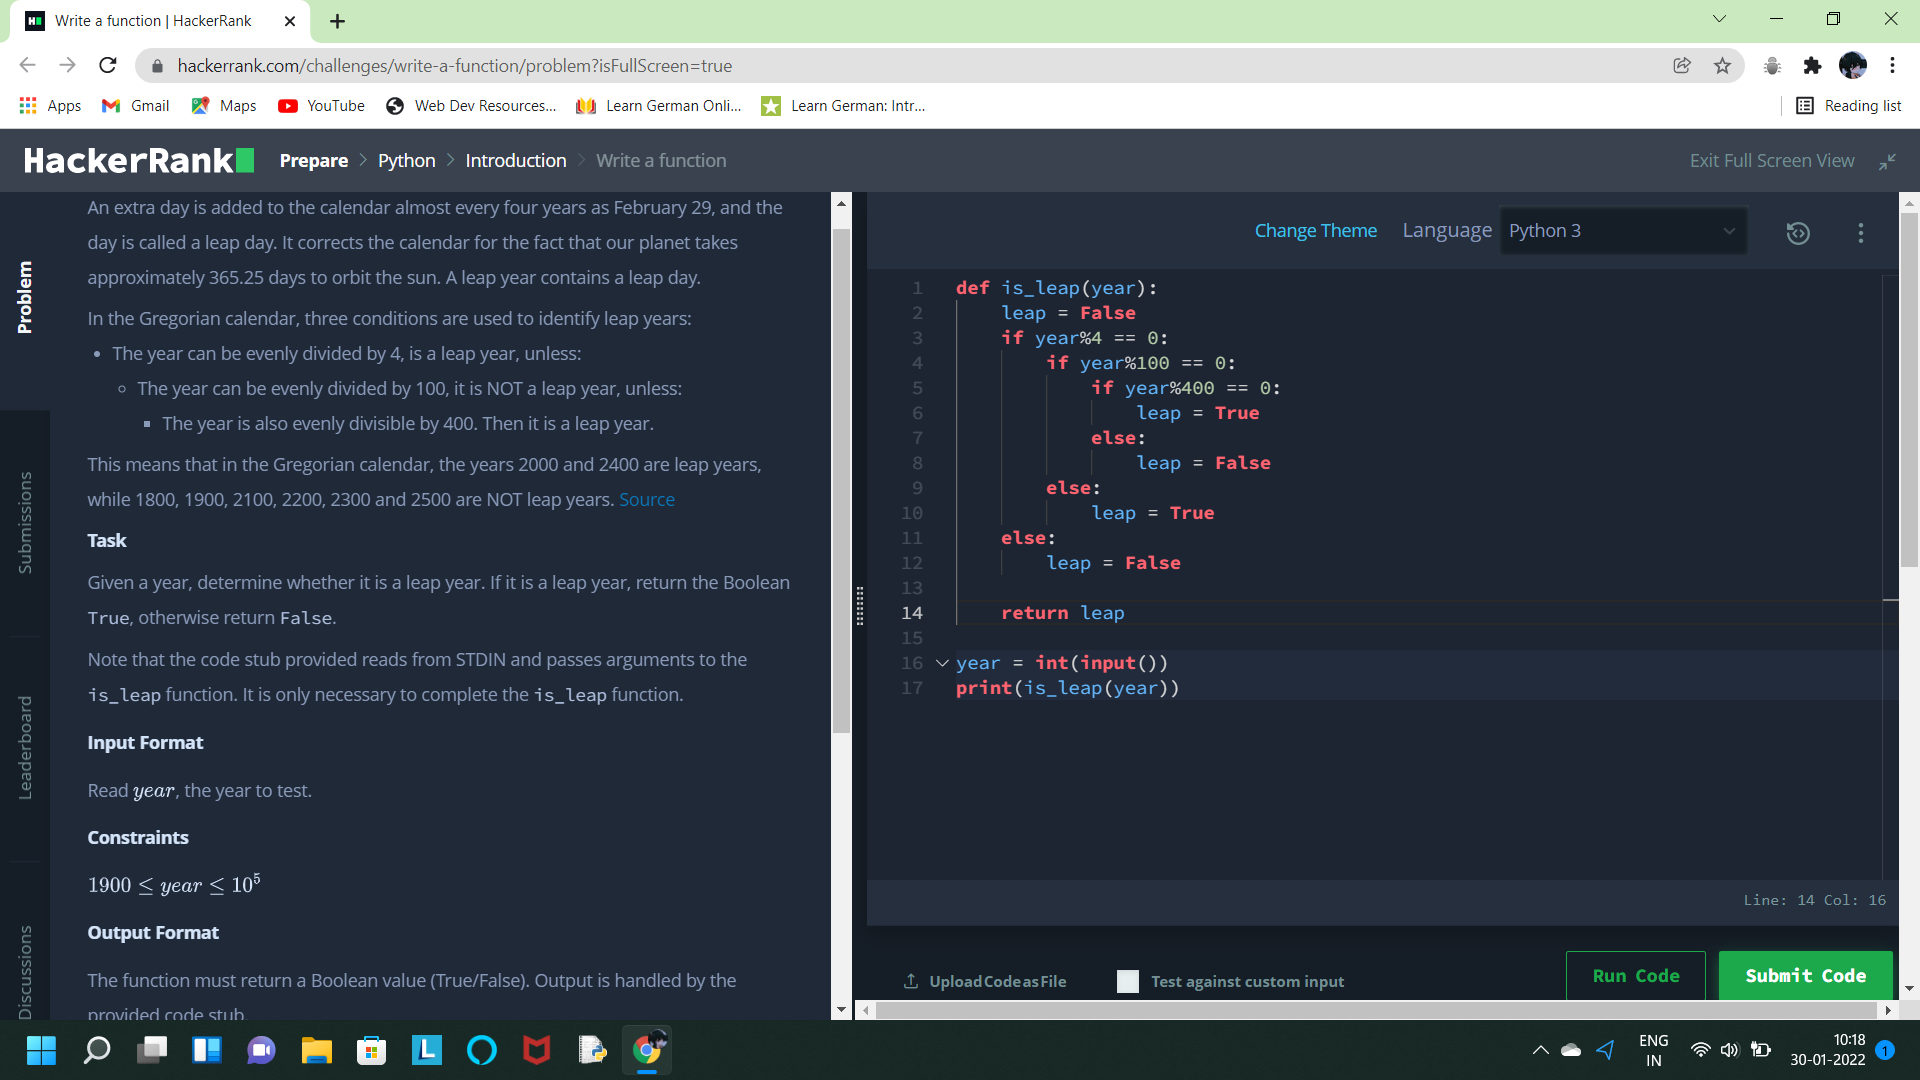 Write a function | HackerRank
hackerrank.com/challenges/write-a-function/problem?isFullScreen=true
Apps
Gmail
Maps
YouTube
Web Dev Resources...
Learn German Onli...
Learn German: Intr...
Reading list
HackerRank
Prepare
Python
Introduction
Write a function
Exit Full Screen View
Problem
Submissions
Leaderboard
Discussions
An extra day is added to the calendar almost every four years as February 29, and the
day is called a leap day. It corrects the calendar for the fact that our planet takes
approximately 365.25 days to orbit the sun. A leap year contains a leap day.
In the Gregorian calendar, three conditions are used to identify leap years:
The year can be evenly divided by 4, is a leap year, unless:
The year can be evenly divided by 100, it is NOT a leap year, unless:
The year is also evenly divisible by 400. Then it is a leap year.
This means that in the Gregorian calendar, the years 2000 and 2400 are leap years,
while 1800, 1900, 2100, 2200, 2300 and 2500 are NOT leap years. Source
Task
Given a year, determine whether it is a leap year. If it is a leap year, return the Boolean
True, otherwise return False.
Note that the code stub provided reads from STDIN and passes arguments to the
is_leap function. It is only necessary to complete the is_leap function.
Input Format
Read year, the year to test.
Constraints
1900 ≤ year ≤ 10⁵
Output Format
The function must return a Boolean value (True/False). Output is handled by the
provided code stub.
Change Theme
Language
Python 3
1 def is_leap(year):
2 leap = False
3 if year%4 == 0:
4 if year%100 == 0:
5 if year%400 == 0:
6 leap = True
7 else:
8 leap = False
9 else:
10 leap = True
11 else:
12 leap = False
13
14 return leap
15
16 year = int(input())
17 print(is_leap(year))
Line: 14 Col: 16
Upload Code as File
Test against custom input
Run Code
Submit Code
ENG
IN
10:18
30-01-2022
1